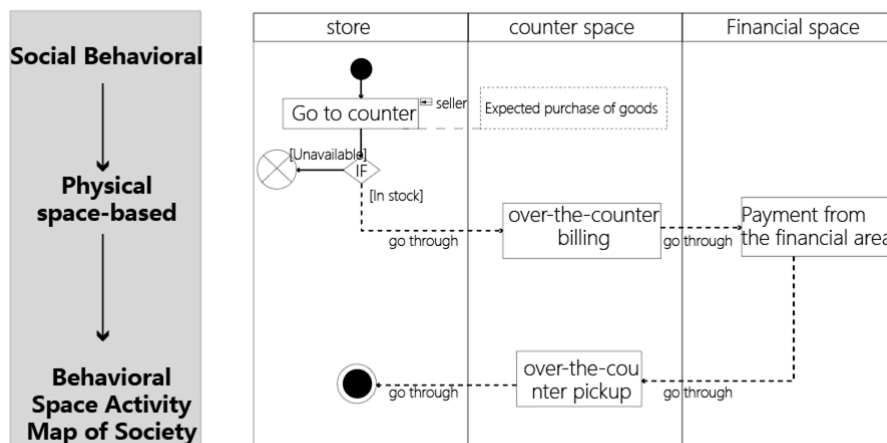 Social Behavioral
Physical
space-based
Behavioral
Space Activity
Map of Society
store
counter space
Financial space
Go to counter
seller
Expected purchase of goods
[Unavailable]
IF
[In stock]
go through
over-the-counter
billing
go through
Payment from
the financial area
go through
over-the-cou
nter pickup
go through